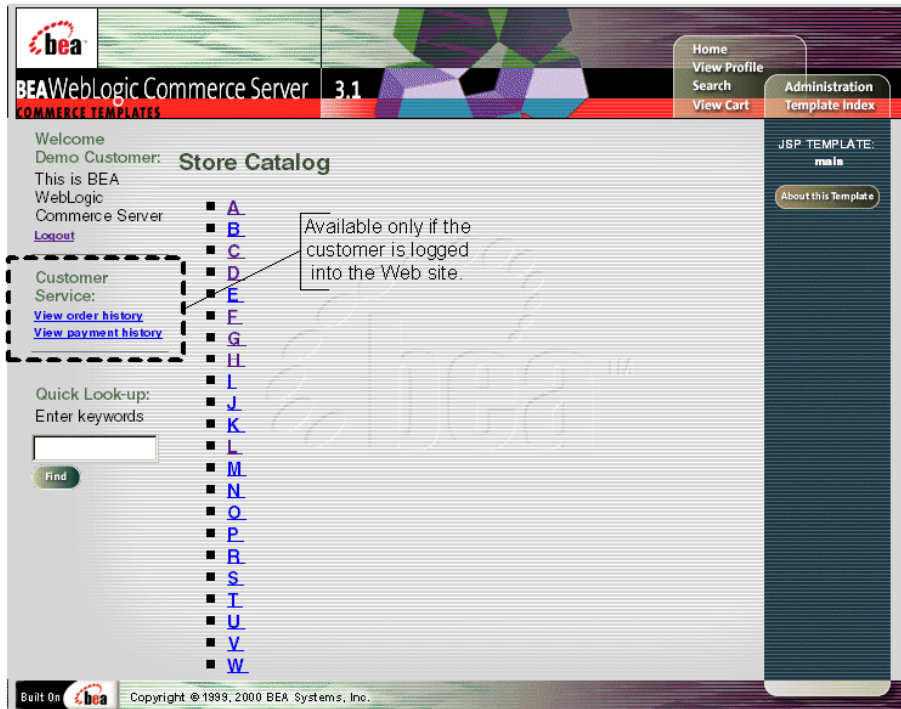 bea
BEAWebLogic Commerce Server 3.1
COMMERCE TEMPLATES
Home
View Profile
Search
View Cart
Administration
Template Index
Welcome
Demo Customer:
This is BEA
WebLogic
Commerce Server
Logout
Customer
Service:
View order history
View payment history
Quick Look-up:
Enter keywords
Find
Store Catalog
A
B
C
D
E
F
G
H
I
J
K
L
M
N
O
P
R
S
T
U
V
W
Available only if the
customer is logged
into the Web site.
bea TM
JSP TEMPLATE:
main
About this Template
Built On bea Copyright © 1999, 2000 BEA Systems, Inc.